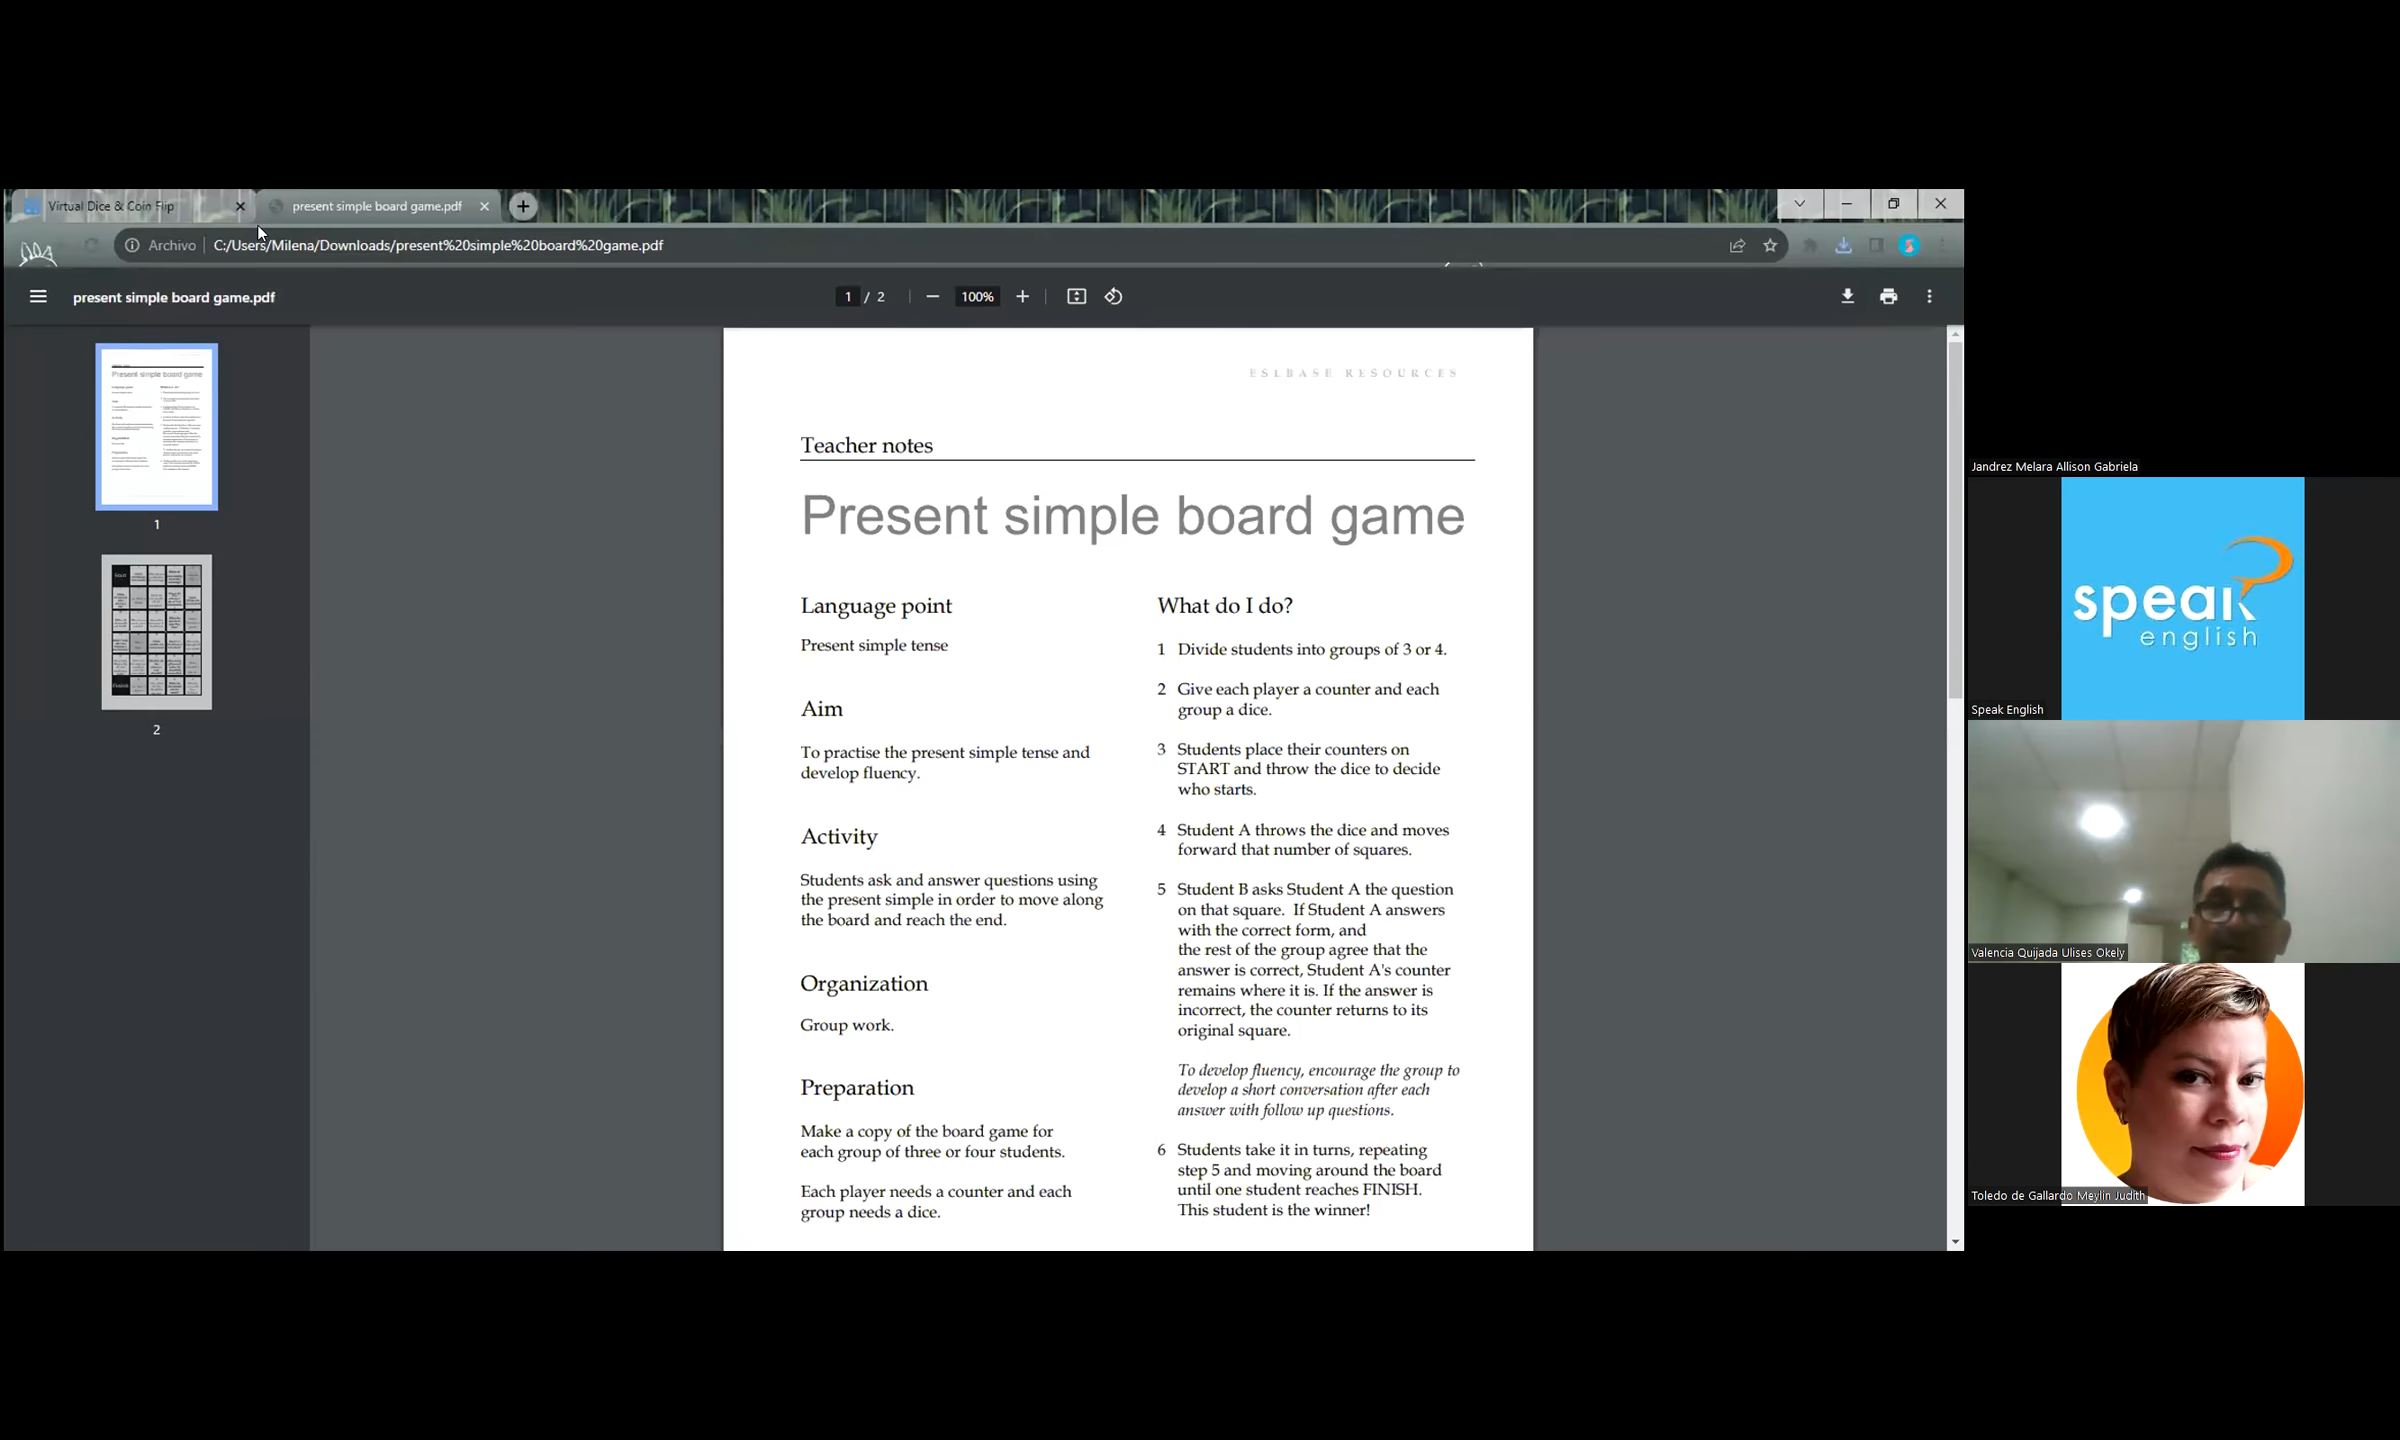 Virtual Dice & Coin Flip
present simple board game.pdf
Archivo
C:/Users/Milena/Downloads/present%20simple%20board%20game.pdf
present simple board game.pdf
1 / 2
100%
Present simple board game
1
2
ESLBASE RESOURCES
Teacher notes
Present simple board game
Language point
Present simple tense
Aim
To practise the present simple tense and
develop fluency.
Activity
Students ask and answer questions using
the present simple in order to move along
the board and reach the end.
Organization
Group work.
Preparation
Make a copy of the board game for
each group of three or four students.
Each player needs a counter and each
group needs a dice.
What do I do?
1 Divide students into groups of 3 or 4.
2 Give each player a counter and each
group a dice.
3 Students place their counters on
START and throw the dice to decide
who starts.
4 Student A throws the dice and moves
forward that number of squares.
5 Student B asks Student A the question
on that square. If Student A answers
with the correct form, and
the rest of the group agree that the
answer is correct, Student A's counter
remains where it is. If the answer is
incorrect, the counter returns to its
original square.
To develop fluency, encourage the group to
develop a short conversation after each
answer with follow up questions.
6 Students take it in turns, repeating
step 5 and moving around the board
until one student reaches FINISH.
This student is the winner!
Jandrez Melara Allison Gabriela
speak
english
Speak English
Valencia Quijada Ulises Okely
Toledo de Gallardo Meylin Judith